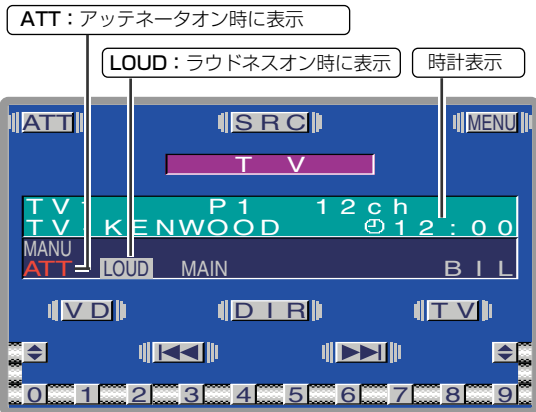 ATT：アッテネータオン時に表示
LOUD：ラウドネスオン時に表示
時計表示
ATT SRC MENU
TV
TV1 P1 12ch
TV KENWOOD 12:00
MANU
ATT LOUD MAIN BIL
VD DIR TV
0 1 2 3 4 5 6 7 8 9